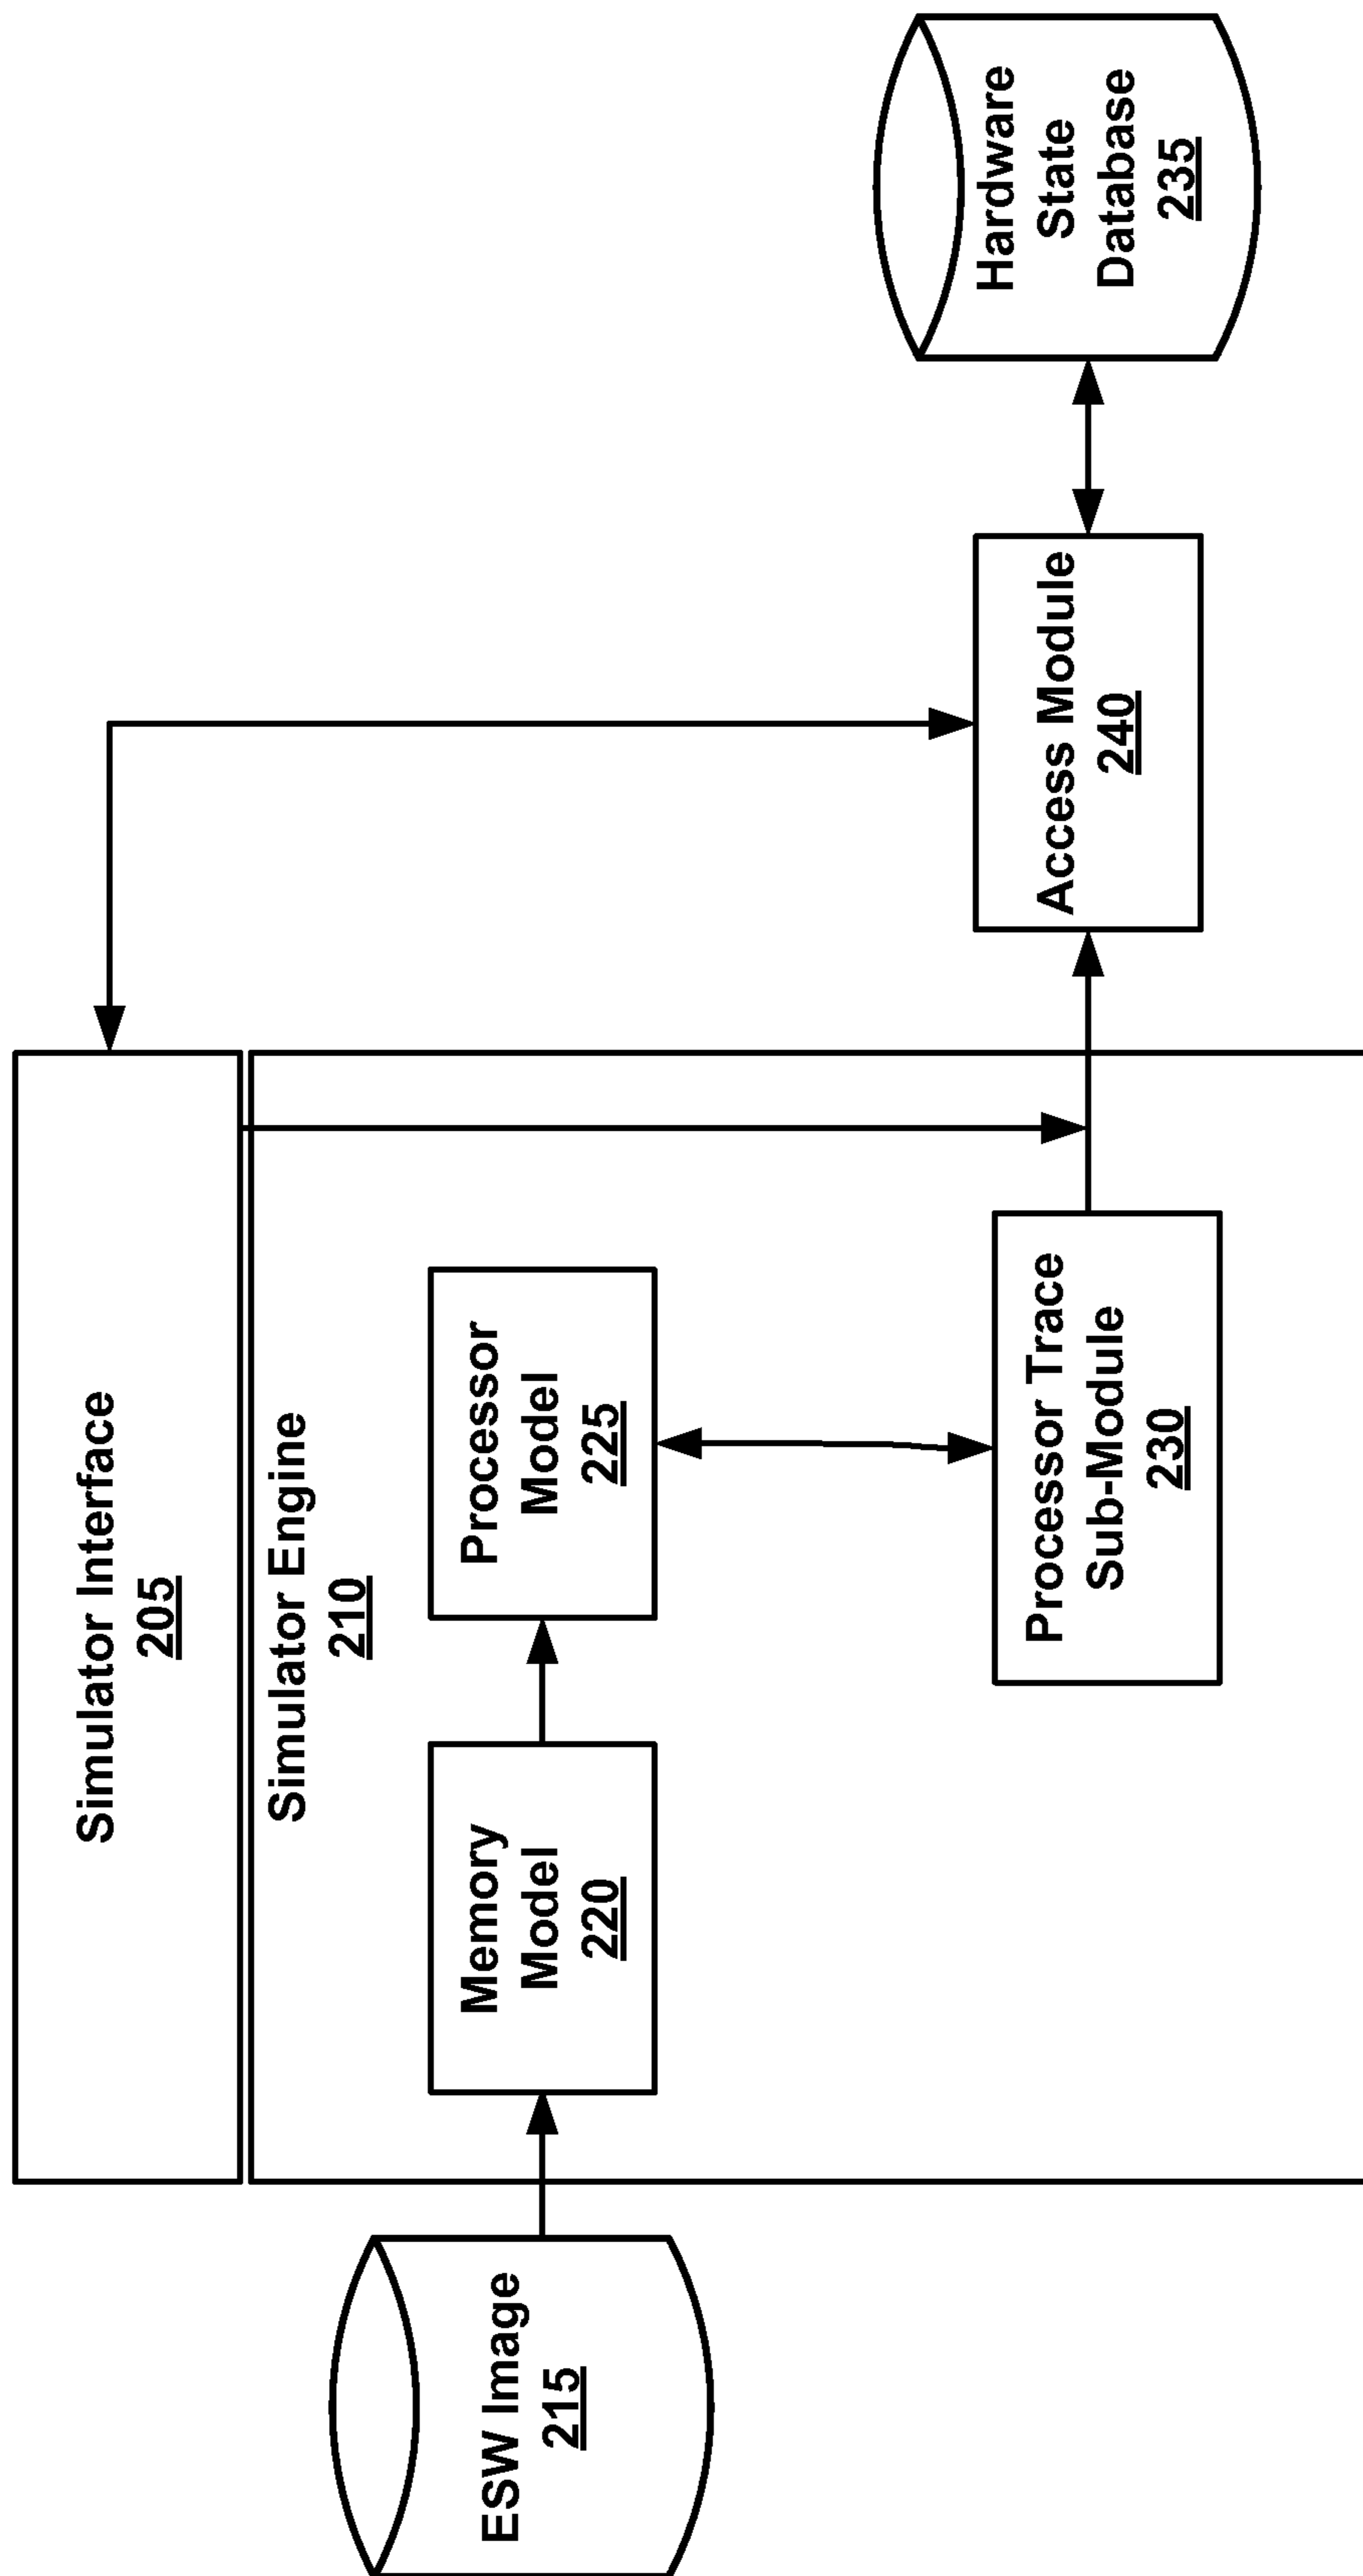 Simulator Interface
205
Simulator Engine
210
ESW Image
215
Memory
Model
220
Processor
Model
225
Processor Trace
Sub-Module
230
Access Module
240
Hardware
State
Database
235